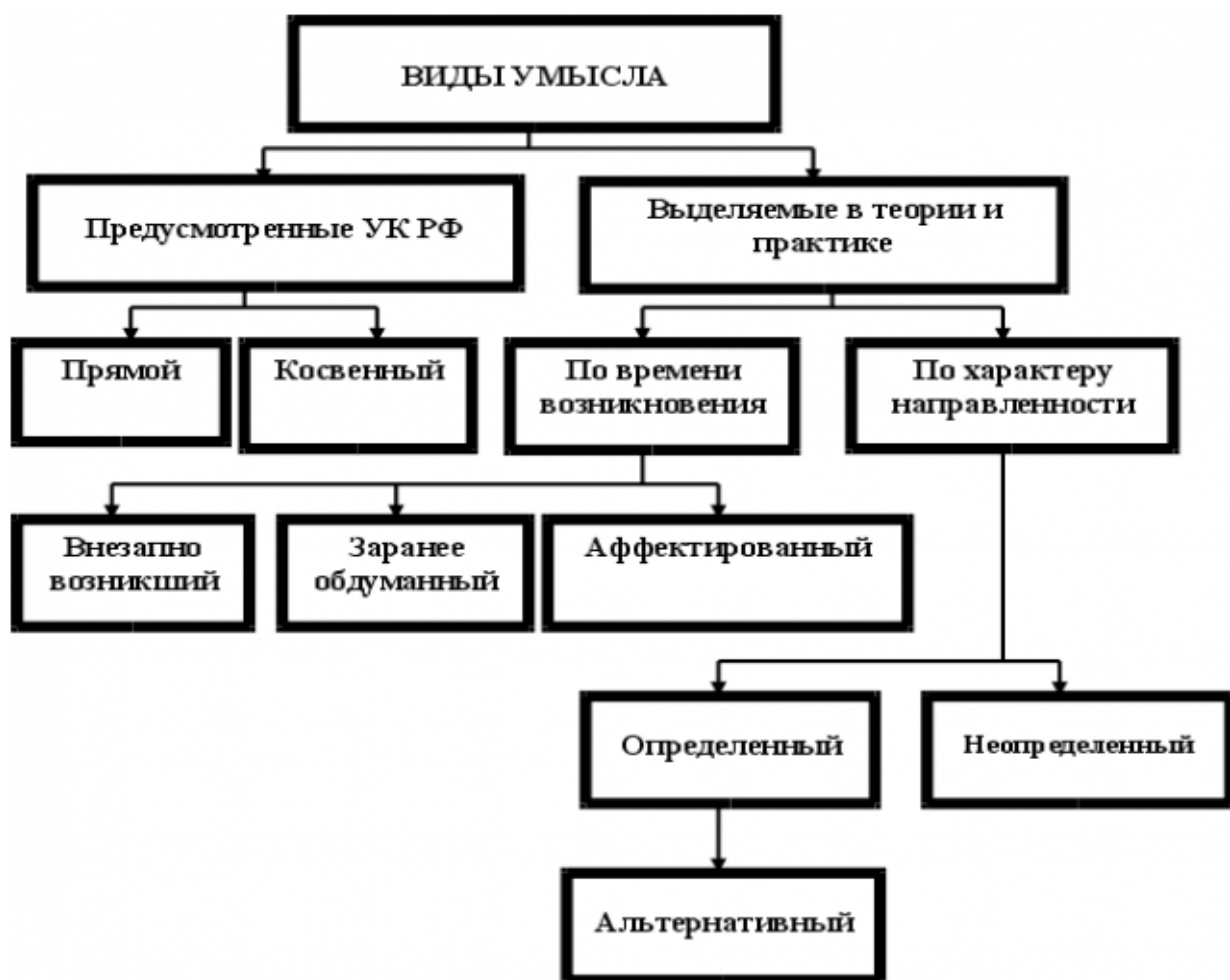 ВИДЫ УМЫСЛА
Предусмотренные УК РФ
Выделяемые в теории и
практике
Прямой
Косвенный
По времени
возникновения
По характеру
направленности
Внезапно
возникший
Заранее
обдуманный
Аффектированный
Определенный
Неопределенный
Альтернативный